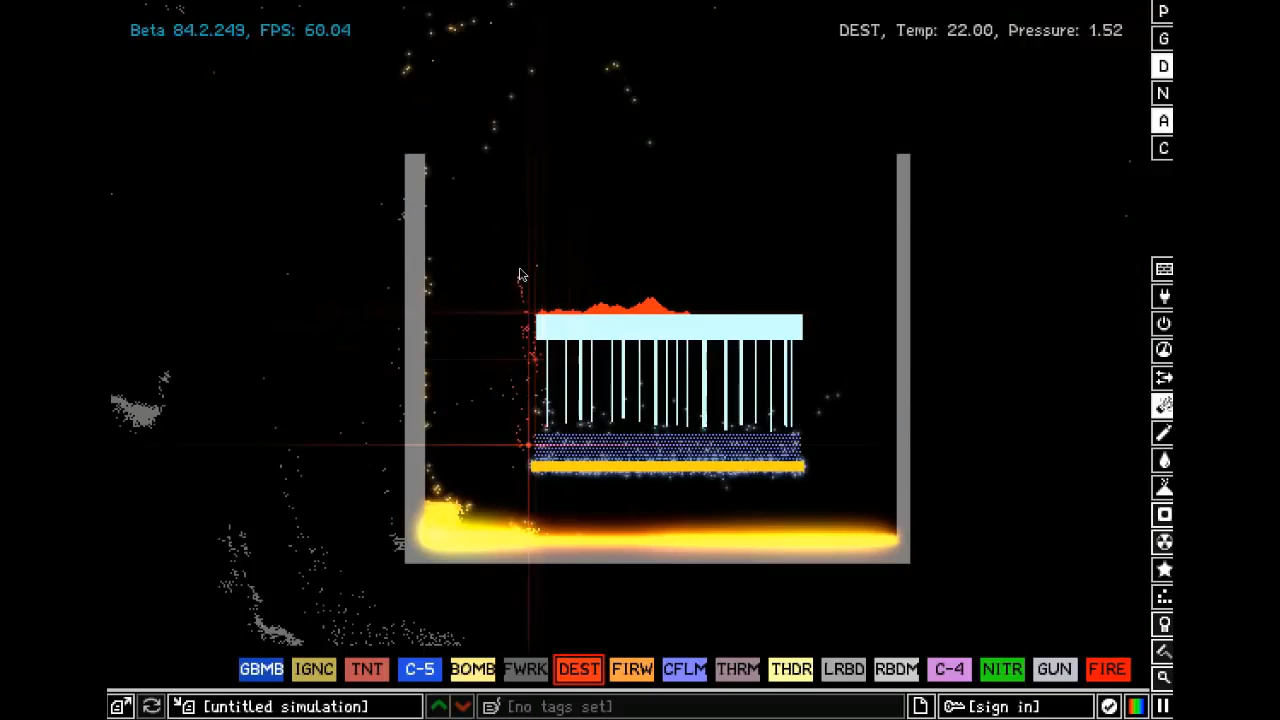 Beta 84.2.249, FPS: 60.04
DEST, Temp: 22.00, Pressure: 1.52
P
G
D
N
A
C
GBMB IGNC TNT C-5 BOMB FWRK DEST FIRW CFLM THRM THDR LRBD RBDM C-4 NITR GUN FIRE
[untitled simulation] [no tags set] [sign in]